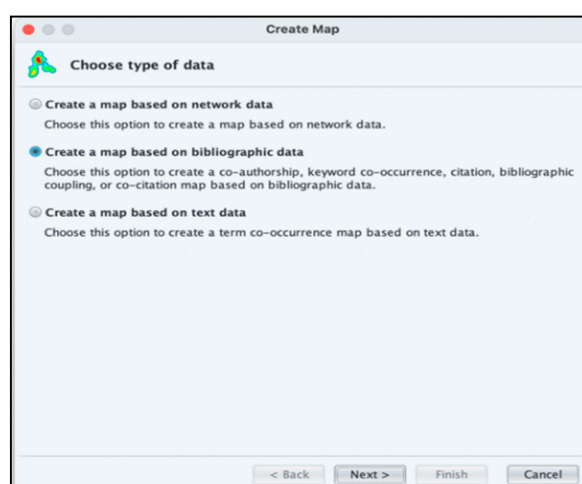 Create Map
Choose type of data
Create a map based on network data
Choose this option to create a map based on network data.
Create a map based on bibliographic data
Choose this option to create a co-authorship, keyword co-occurrence, citation, bibliographic
coupling, or co-citation map based on bibliographic data.
Create a map based on text data
Choose this option to create a term co-occurrence map based on text data.
< Back Next > Finish Cancel